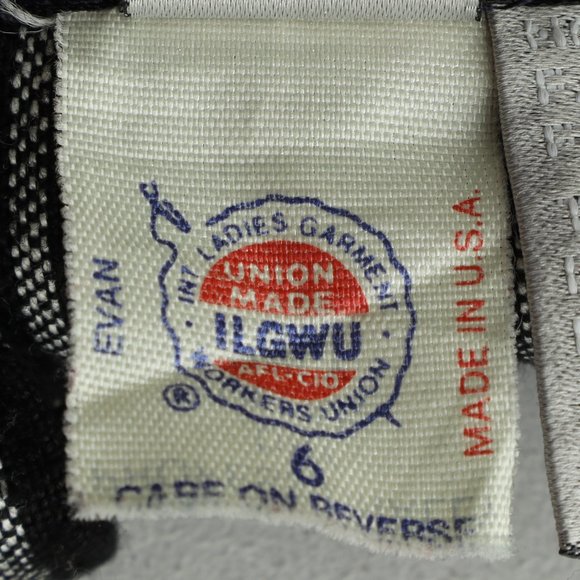 EVAN
INT LADIES GARMENT
WORKERS UNION
UNION
MADE
ILGWU
AFL-CIO
®
MADE IN U.S.A.
6
CARE ON REVERSE